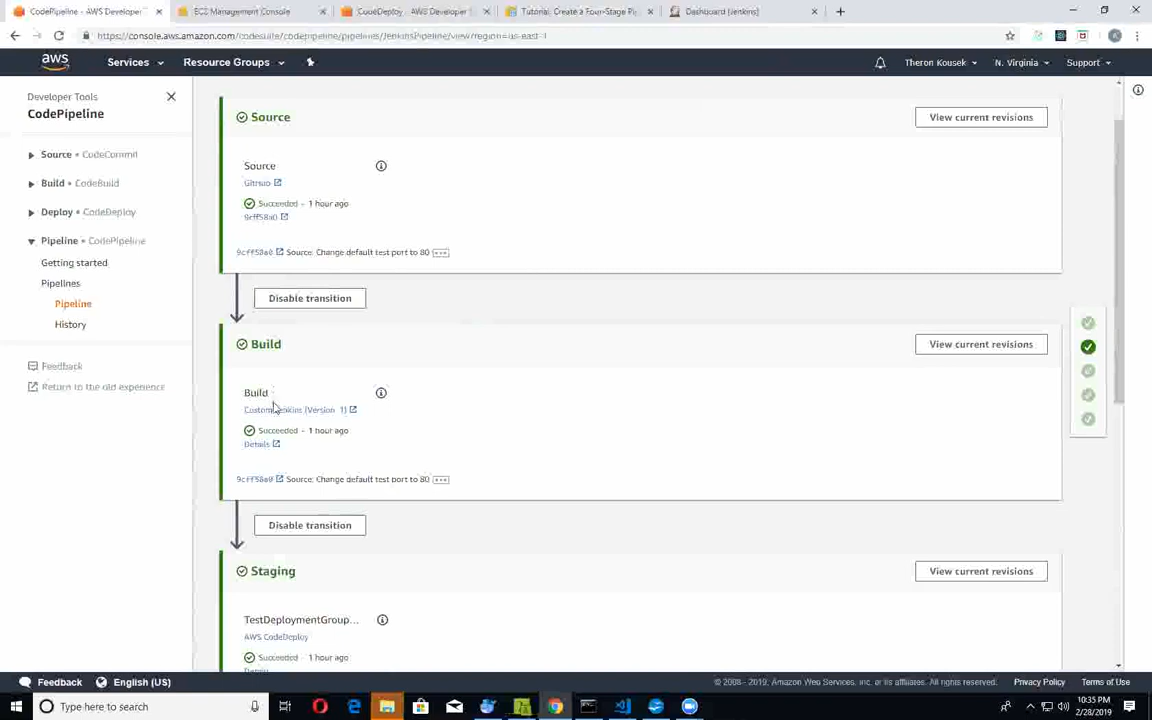 CodePipeline - AWS Developer
EC2 Management Console
CodeDeploy - AWS Developer
Tutorial: Create a Four-Stage Pi
Dashboard [Jenkins]
https://console.aws.amazon.com/codesuite/codepipeline/pipelines/JenkinsPipeline/view?region=us-east-1
aws
Services
Resource Groups
Theron Kousek
N. Virginia
Support
Developer Tools
CodePipeline
Source • CodeCommit
Build • CodeBuild
Deploy • CodeDeploy
Pipeline • CodePipeline
Getting started
Pipelines
Pipeline
History
Feedback
Return to the old experience
Source
View current revisions
Source
GitHub
Succeeded - 1 hour ago
9cff58a0
9cff58a0 Source: Change default test port to 80
Disable transition
Build
View current revisions
Build
(Version 1)
Succeeded - 1 hour ago
Details
9cff58a0 Source: Change default test port to 80
Disable transition
Staging
View current revisions
TestDeploymentGroup...
AWS CodeDeploy
Succeeded - 1 hour ago
Feedback
English (US)
© 2008 - 2019, Amazon Web Services, Inc. or its affiliates. All rights reserved.
Privacy Policy
Terms of Use
Type here to search
10:35 PM
2/28/2019